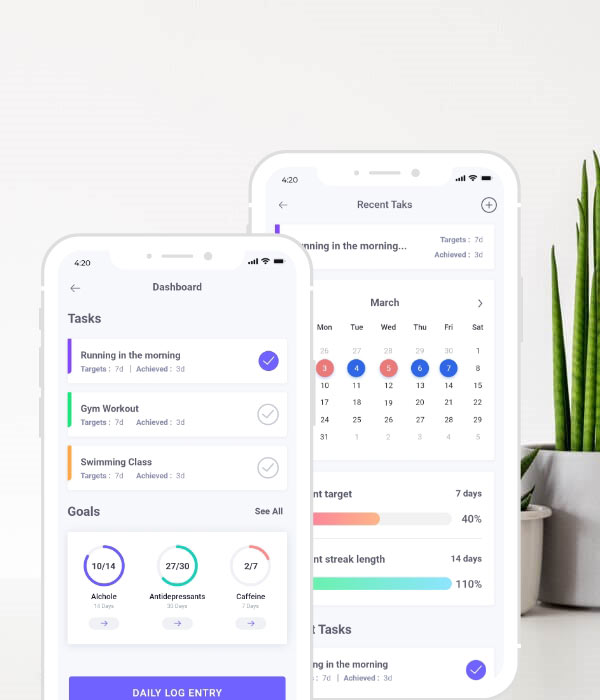 4:20
Recent Taks
nning in the morning...
Targets : 7d
Achieved : 3d
March
Mon Tue Wed Thu Fri Sat
26 27 28 29 30 1
3 4 5 6 7 8
10 11 12 13 14 15
17 18 19 20 21 22
24 25 26 27 28 29
31 1 2 3 4 5
nt target 7 days
40%
nt streak length 14 days
110%
t Tasks
ng in the morning
: 7d | Achieved : 3d
4:20
Dashboard
Tasks
Running in the morning
Targets : 7d | Achieved : 3d
Gym Workout
Targets : 7d Achieved : 3d
Swimming Class
Targets : 7d Achieved : 3d
Goals See All
10/14 27/30 2/7
Alchole Antidepressants Caffeine
14 Days 30 Days 7 Days
DAILY LOG ENTRY